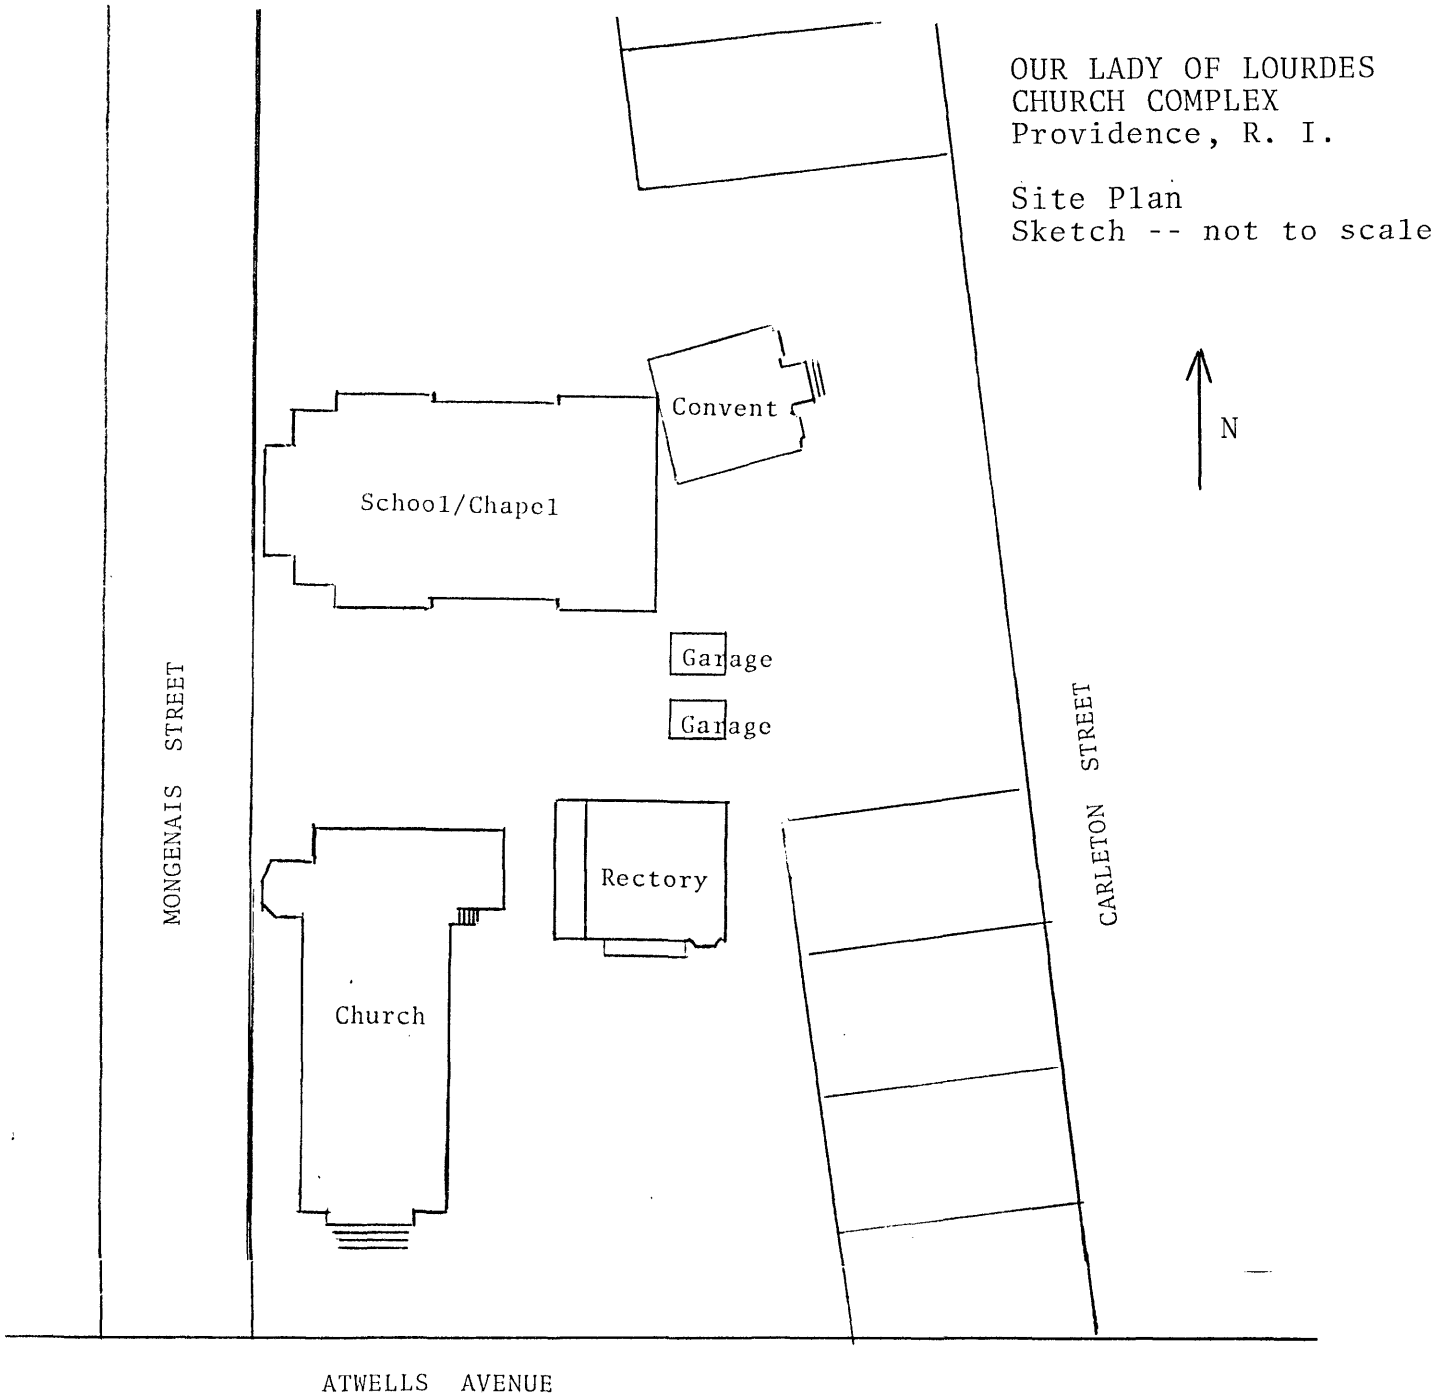 OUR LADY OF LOURDES
CHURCH COMPLEX
Providence, R. I.
Site Plan
Sketch -- not to scale
N
Convent
School/Chapel
Garage
Garage
MONGENAIS STREET
CARLETON STREET
Rectory
Church
ATWELLS AVENUE